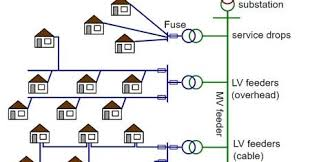 substation
Fuse
service drops
LV feeders
(overhead)
MV feeder
LV feeders
(cable)